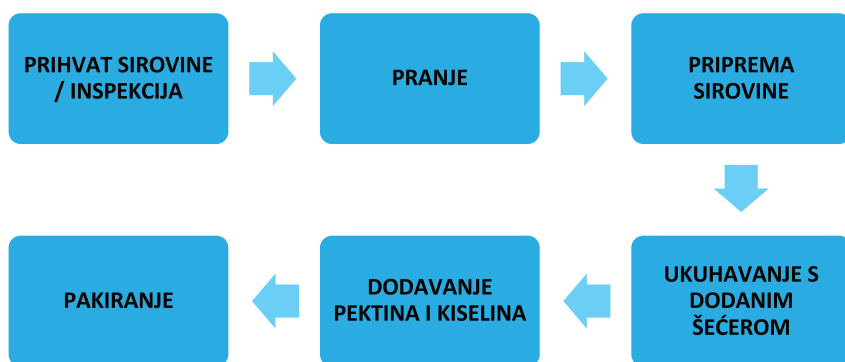 PRIHVAT SIROVINE
/ INSPEKCIJA
PRANJE
PRIPREMA
SIROVINE
UKUHAVANJE S
DODANIM
ŠEĆEROM
DODAVANJE
PEKTINA I KISELINA
PAKIRANJE